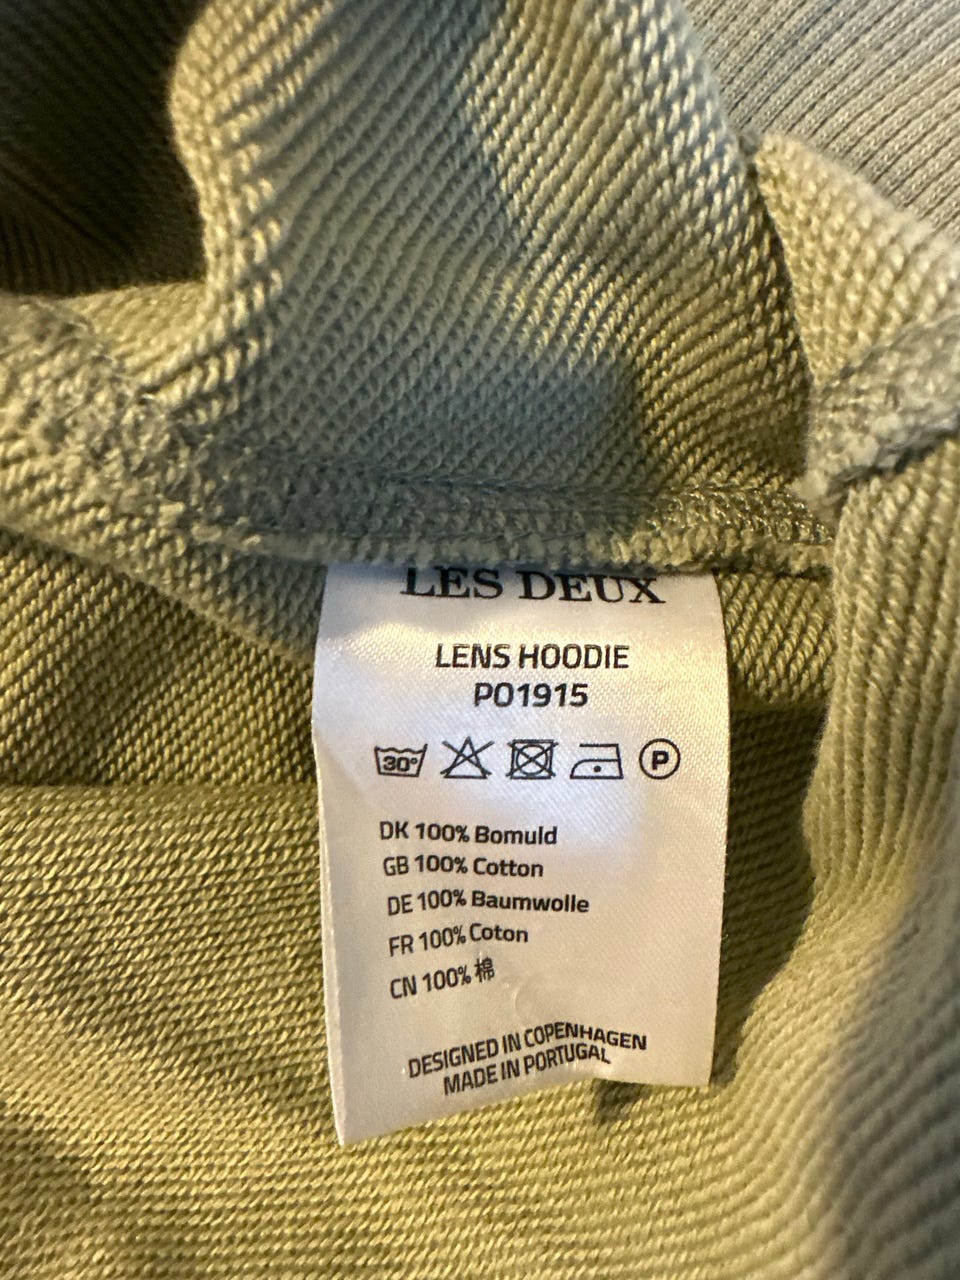 LES DEUX
LENS HOODIE
PO1915
30° P
DK 100% Bomuld
GB 100% Cotton
DE 100% Baumwolle
FR 100% Coton
CN 100% 棉
DESIGNED IN COPENHAGEN
MADE IN PORTUGAL